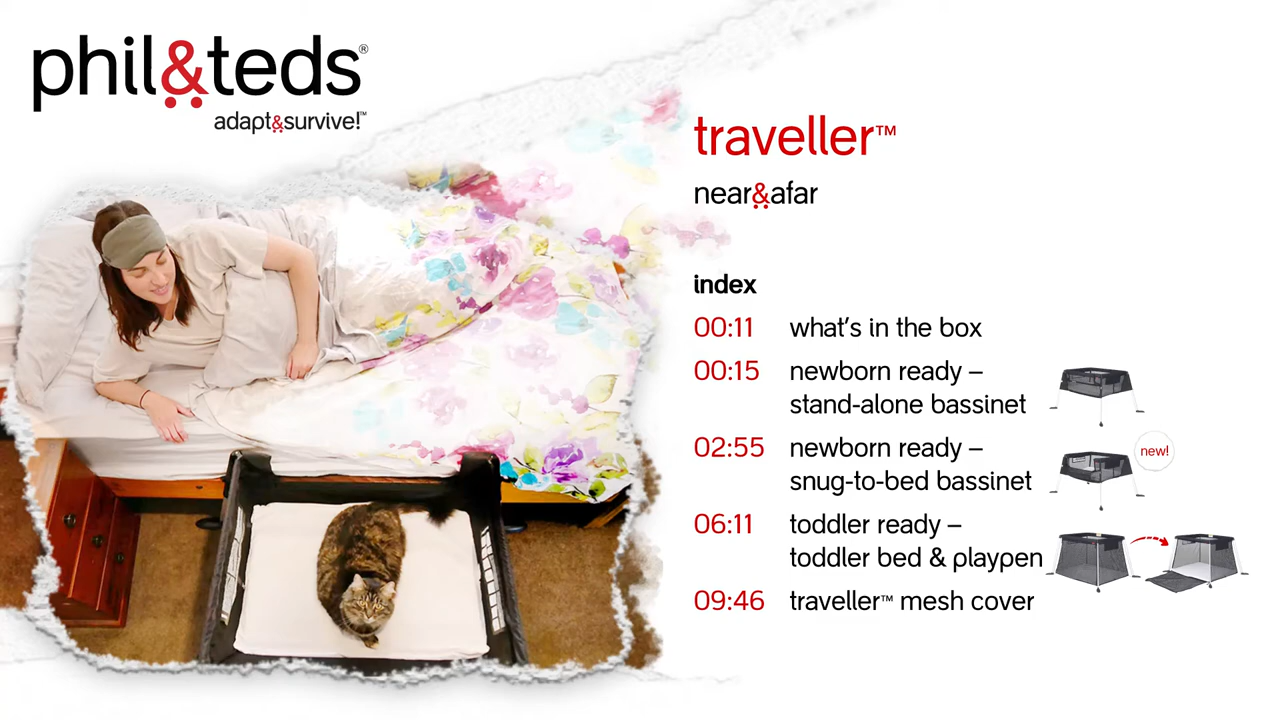 phil&teds®
adapt&survive!™
traveller™
near&afar
index
00:11 what's in the box
00:15 newborn ready –
stand-alone bassinet
02:55 newborn ready –
snug-to-bed bassinet
new!
06:11 toddler ready –
toddler bed & playpen
09:46 traveller™ mesh cover